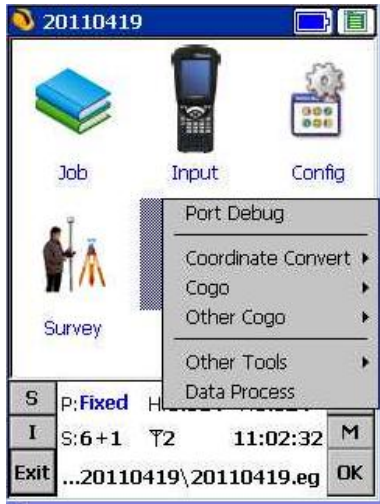 20110419
Job
Input
Config
Survey
Port Debug
Coordinate Convert
Cogo
Other Cogo
Other Tools
Data Process
S
P:Fixed
I
S:6+1
2
11:02:32
M
Exit
...20110419\20110419.eg
OK